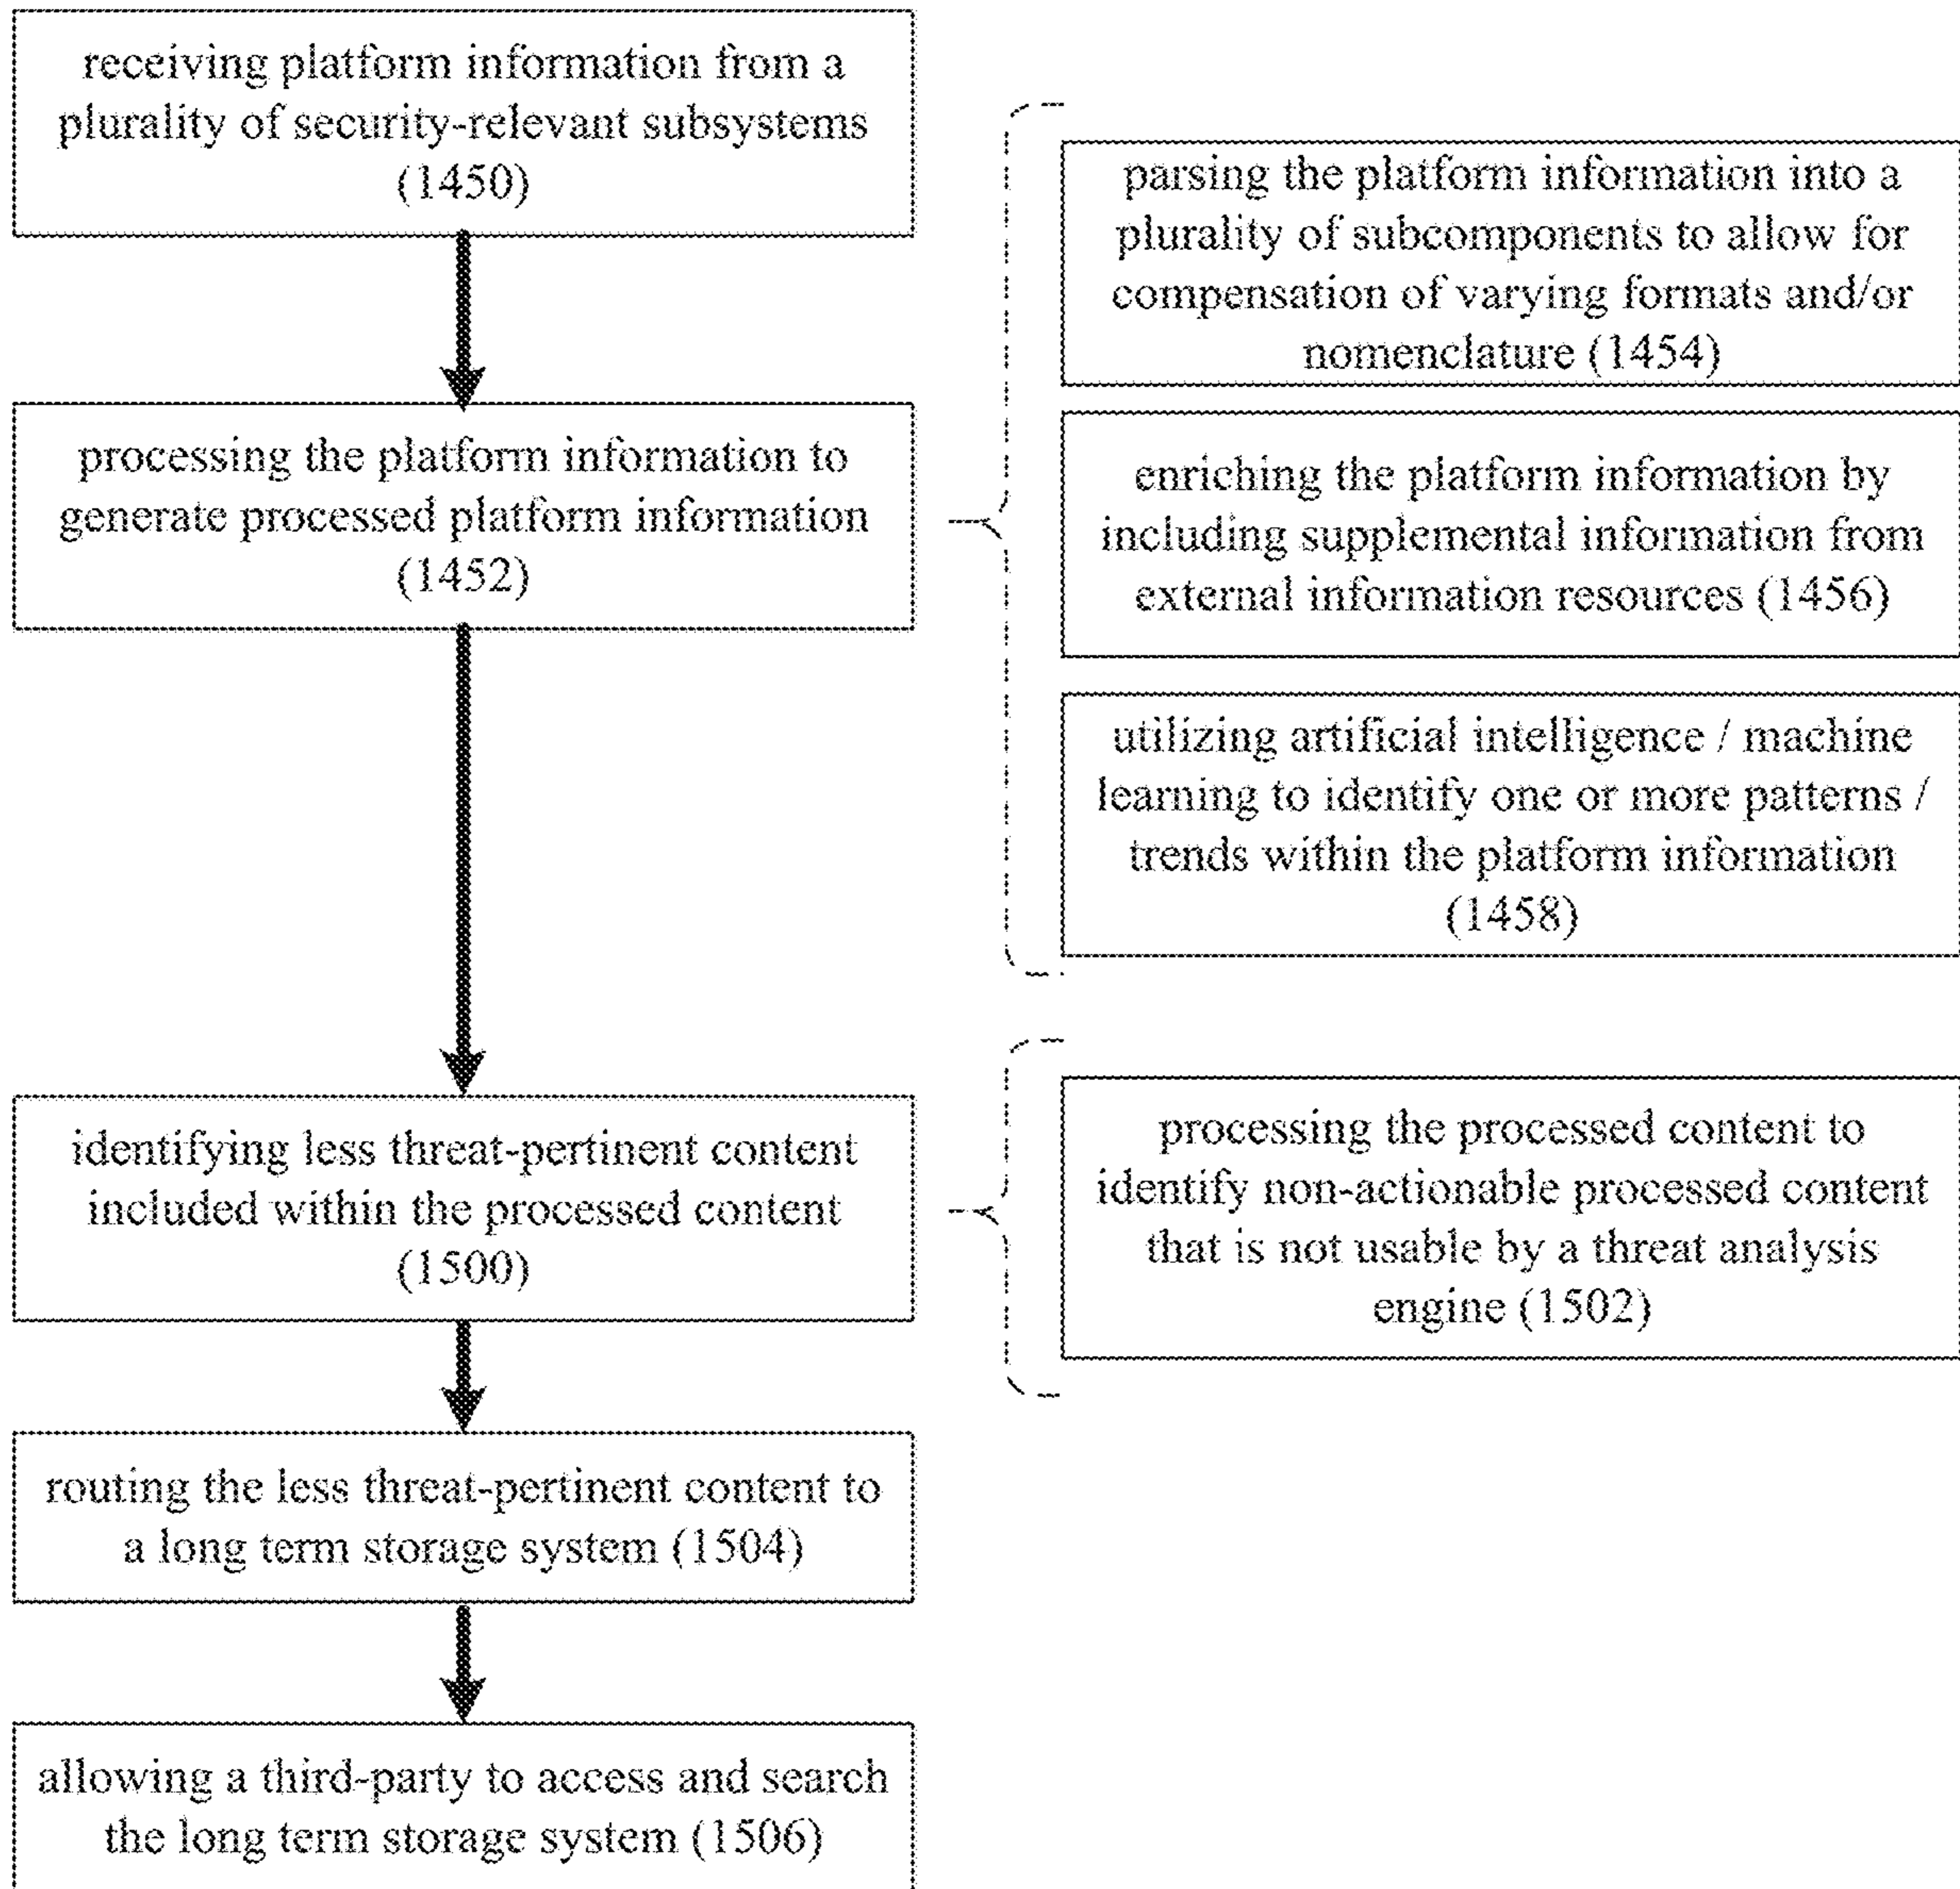 receiving platform information from a
plurality of security-relevant subsystems
(1450)
processing the platform information to
generate processed platform information
(1452)
parsing the platform information into a
plurality of subcomponents to allow for
compensation of varying formats and/or
nomenclature (1454)
enriching the platform information by
including supplemental information from
external information resources (1456)
utilizing artificial intelligence / machine
learning to identify one or more patterns /
trends within the platform information
(1458)
identifying less threat-pertinent content
included within the processed content
(1500)
processing the processed content to
identify non-actionable processed content
that is not usable by a threat analysis
engine (1502)
routing the less threat-pertinent content to
a long term storage system (1504)
allowing a third-party to access and search
the long term storage system (1506)